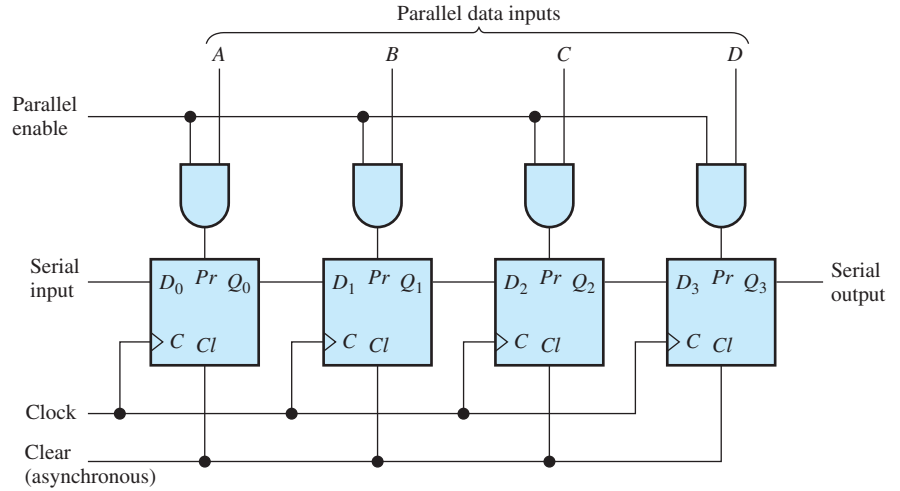 Parallel data inputs
A B C D
Parallel
enable
Serial
input
D0 Pr Q0
D1 Pr Q1
D2 Pr Q2
D3 Pr Q3
Serial
output
C Cl
C Cl
C Cl
C Cl
Clock
Clear
(asynchronous)